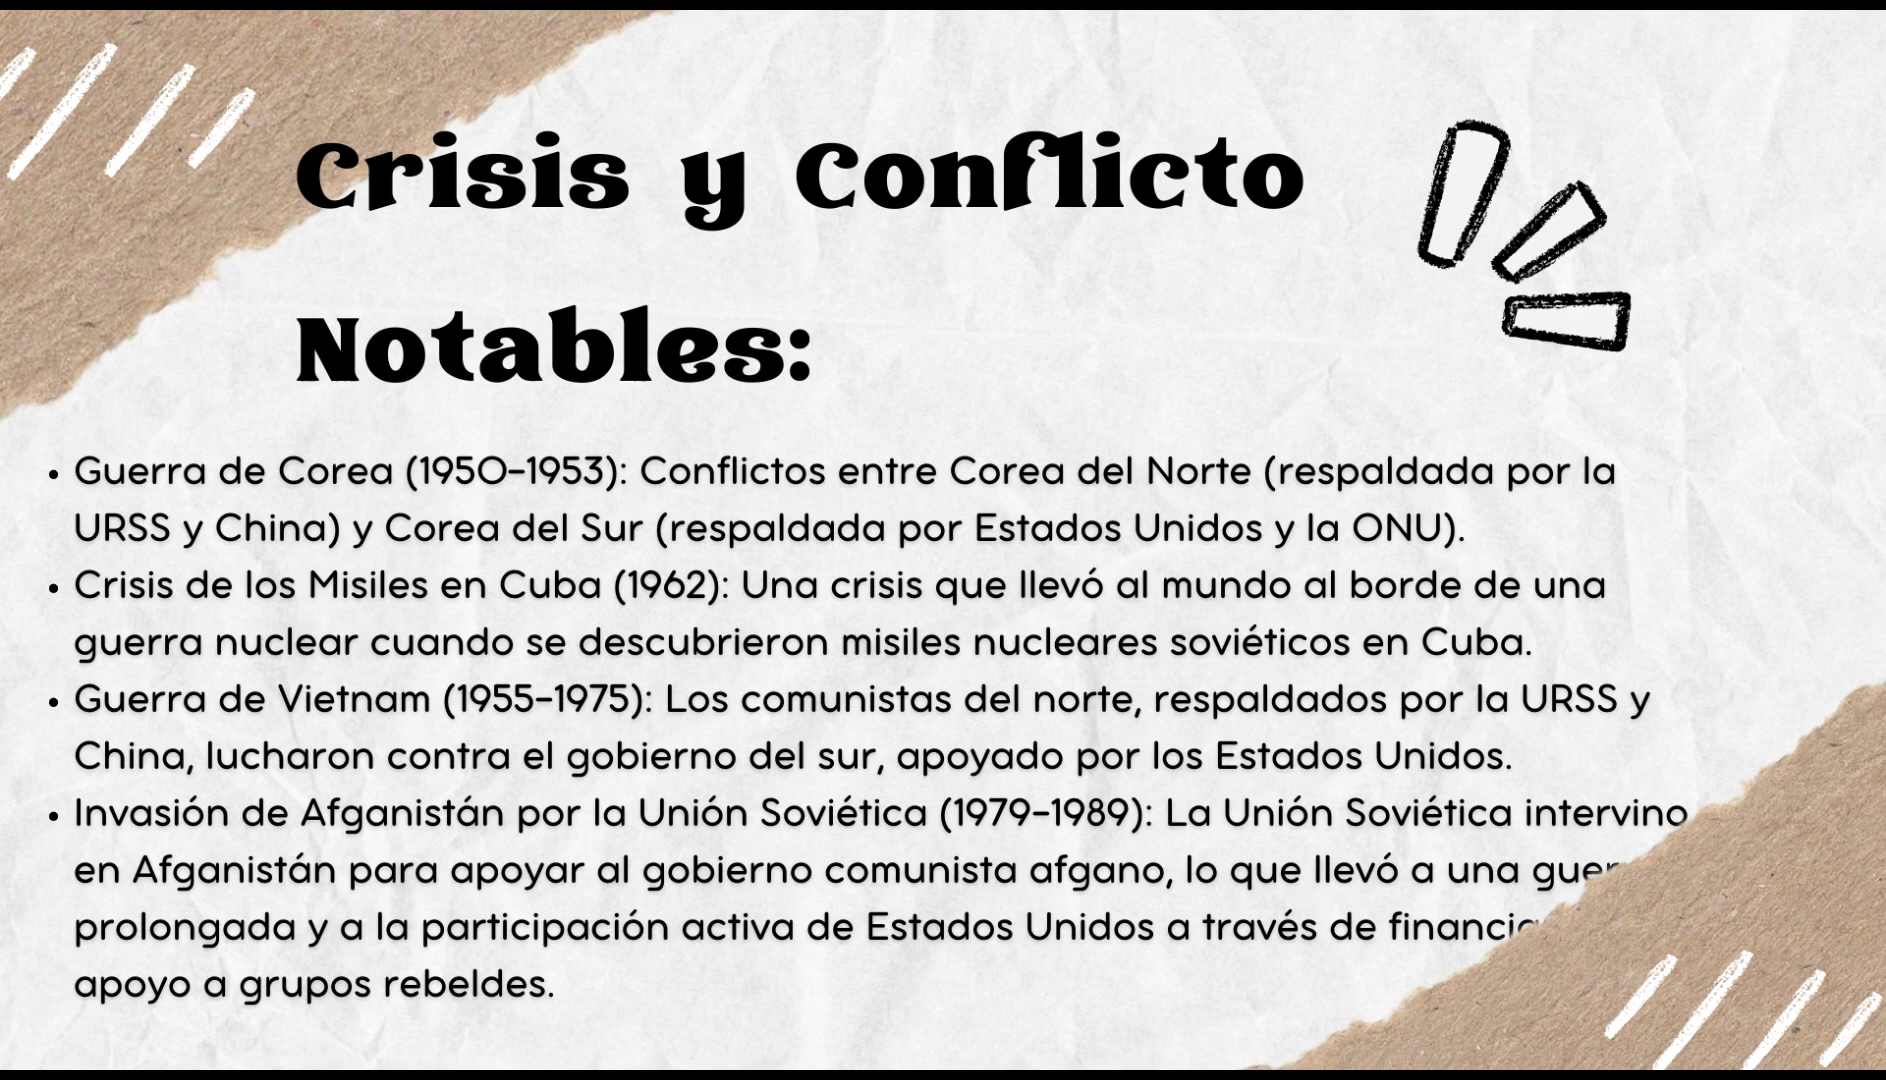 Crisis y Conflicto
Notables:
• Guerra de Corea (1950-1953): Conflictos entre Corea del Norte (respaldada por la
URSS y China) y Corea del Sur (respaldada por Estados Unidos y la ONU).
• Crisis de los Misiles en Cuba (1962): Una crisis que llevó al mundo al borde de una
guerra nuclear cuando se descubrieron misiles nucleares soviéticos en Cuba.
• Guerra de Vietnam (1955-1975): Los comunistas del norte, respaldados por la URSS y
China, lucharon contra el gobierno del sur, apoyado por los Estados Unidos.
• Invasión de Afganistán por la Unión Soviética (1979-1989): La Unión Soviética intervino
en Afganistán para apoyar al gobierno comunista afgano, lo que llevó a una
prolongada y a la participación activa de Estados Unidos a través de
apoyo a grupos rebeldes.